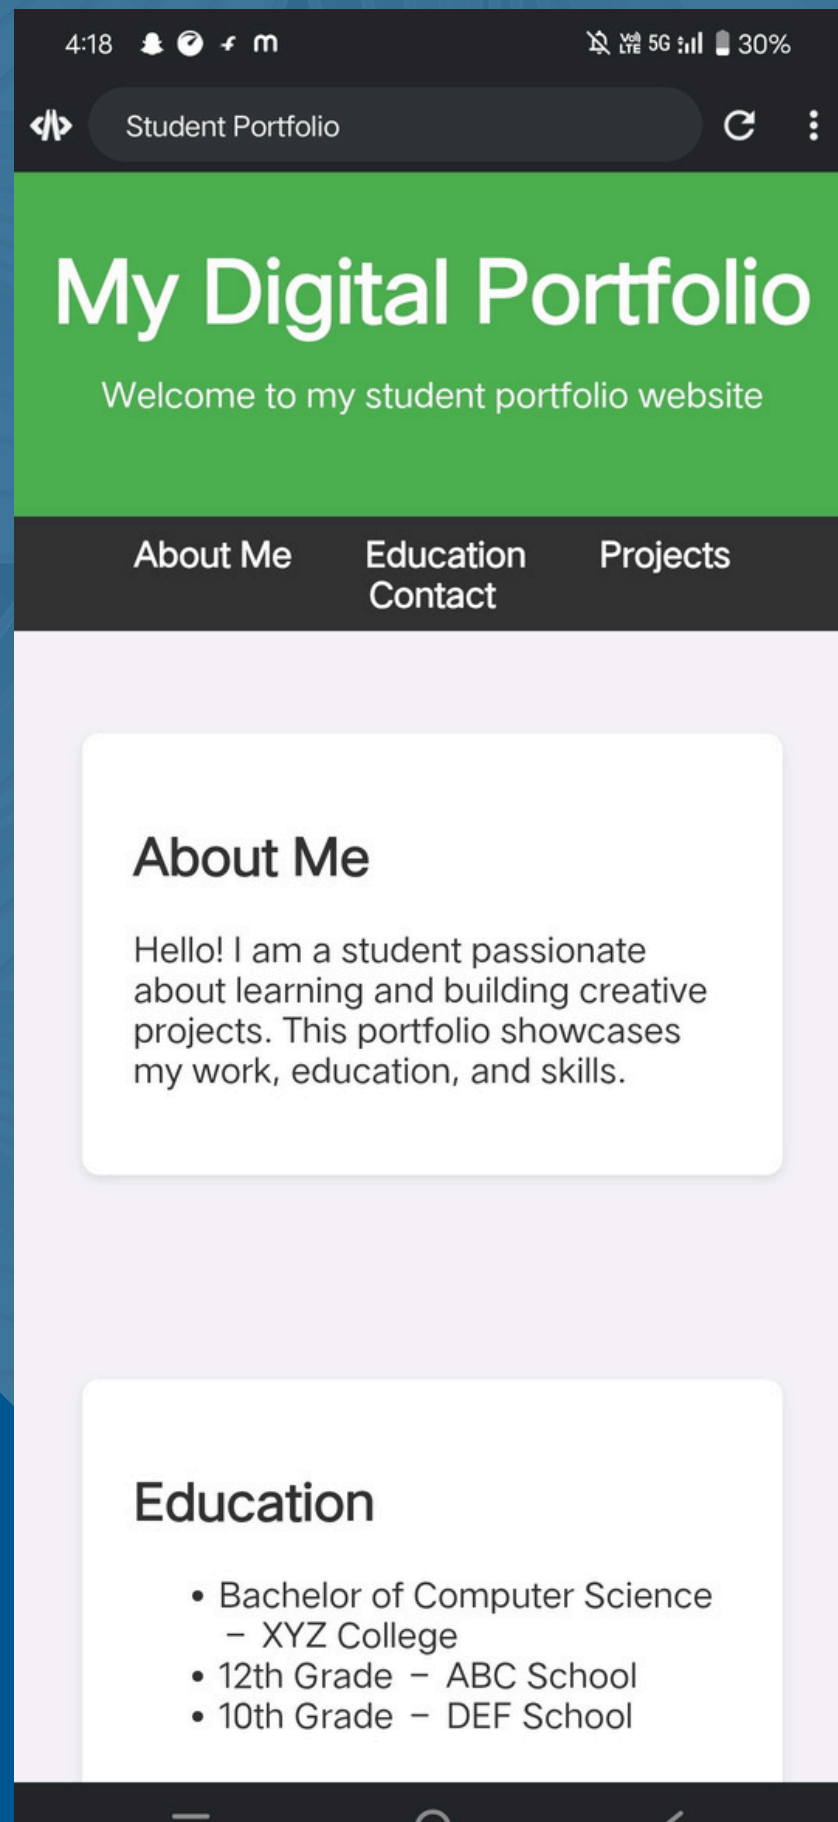 4:18 m VoD LTE 5G 30%
Student Portfolio
My Digital Portfolio
Welcome to my student portfolio website
About Me Education Projects
Contact
About Me
Hello! I am a student passionate
about learning and building creative
projects. This portfolio showcases
my work, education, and skills.
Education
• Bachelor of Computer Science
– XYZ College
• 12th Grade – ABC School
• 10th Grade – DEF School